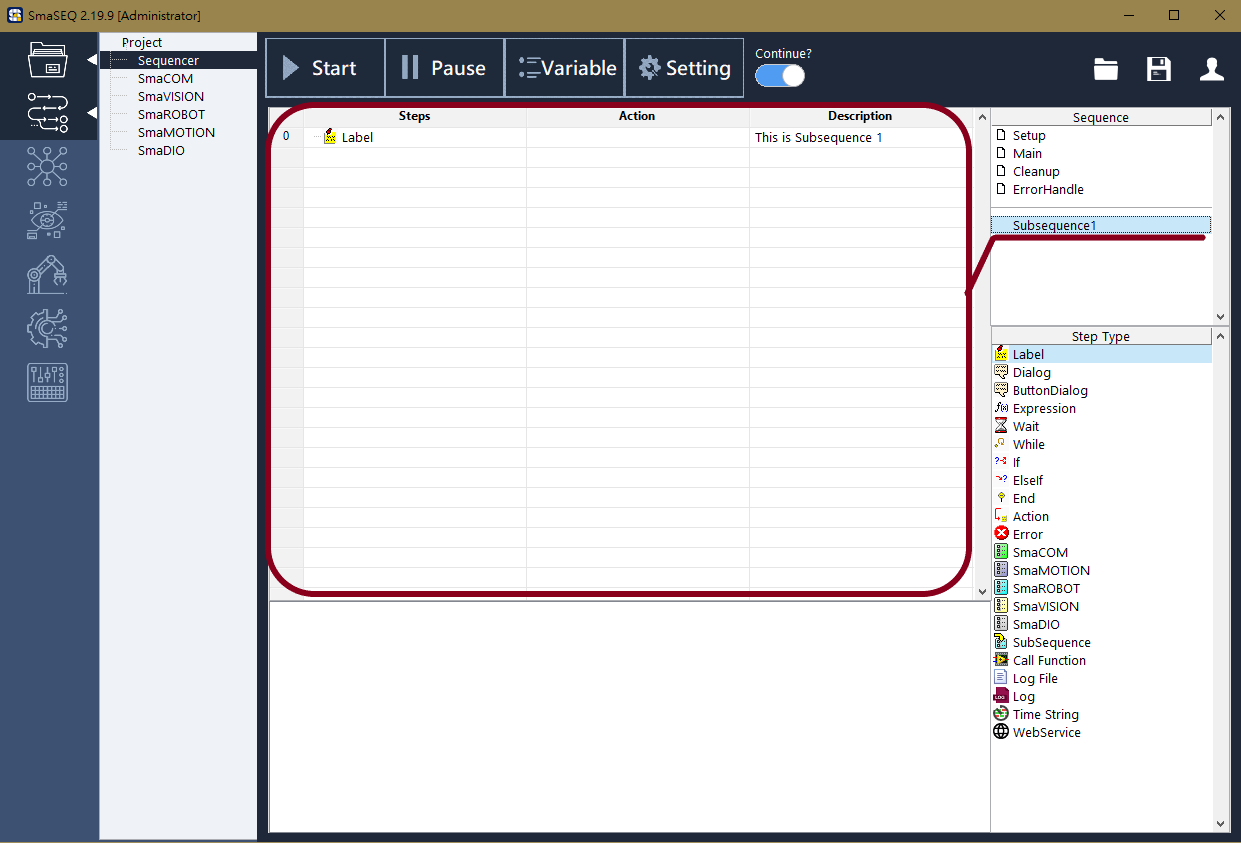 SmaSEQ 2.19.9 [Administrator]
Project
Sequencer
SmaCOM
SmaVISION
SmaROBOT
SmaMOTION
SmaDIO
Start
Pause
Variable
Setting
Continue?
Steps Action Description
0 Label This is Subsequence 1
Sequence
Setup
Main
Cleanup
ErrorHandle
Subsequence1
Step Type
Label
Dialog
ButtonDialog
Expression
Wait
While
If
ElseIf
End
Action
Error
SmaCOM
SmaMOTION
SmaROBOT
SmaVISION
SmaDIO
SubSequence
Call Function
Log File
Log
Time String
WebService